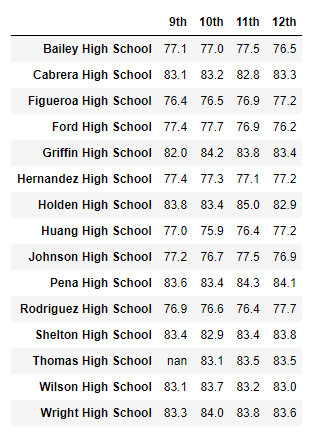 9th 10th 11th 12th
Bailey High School 77.1 77.0 77.5 76.5
Cabrera High School 83.1 83.2 82.8 83.3
Figueroa High School 76.4 76.5 76.9 77.2
Ford High School 77.4 77.7 76.9 76.2
Griffin High School 82.0 84.2 83.8 83.4
Hernandez High School 77.4 77.3 77.1 77.2
Holden High School 83.8 83.4 85.0 82.9
Huang High School 77.0 75.9 76.4 77.2
Johnson High School 77.2 76.7 77.5 76.9
Pena High School 83.6 83.4 84.3 84.1
Rodriguez High School 76.9 76.6 76.4 77.7
Shelton High School 83.4 82.9 83.4 83.8
Thomas High School nan 83.1 83.5 83.5
Wilson High School 83.1 83.7 83.2 83.0
Wright High School 83.3 84.0 83.8 83.6